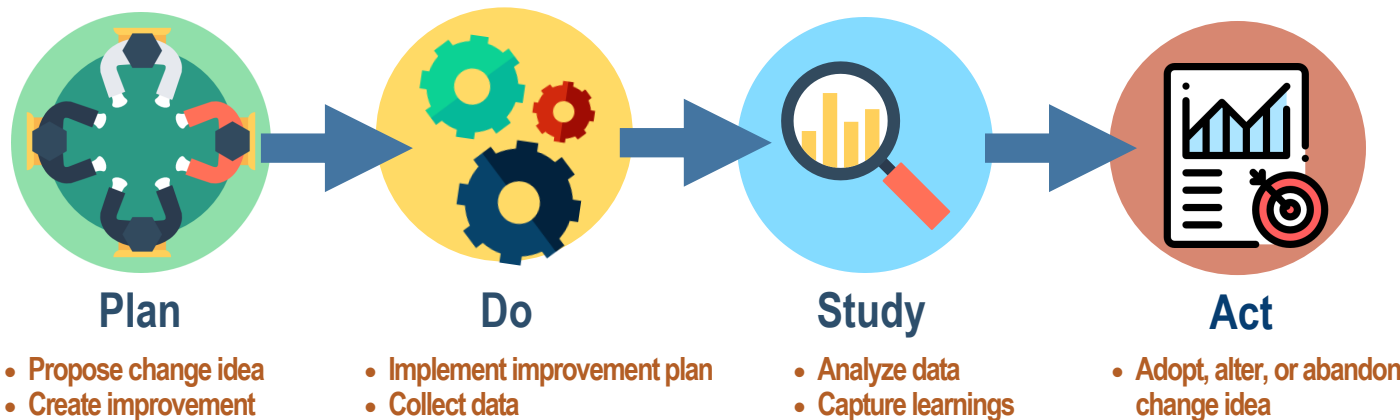 Plan
• Propose change idea
• Create improvement
Do
• Implement improvement plan
• Collect data
Study
• Analyze data
• Capture learnings
Act
• Adopt, alter, or abandon
change idea